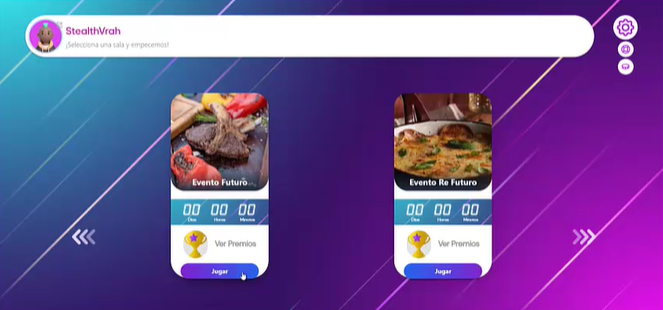 StealthVrah
¡Selecciona una sala y empecemos!
Evento Futuro
00 00 00
Días Horas Minutos
Ver Premios
Jugar
Evento Re Futuro
00 00 00
Días Horas Minutos
Ver Premios
Jugar